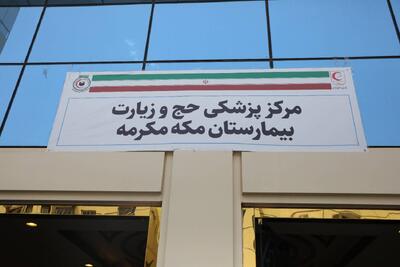 مرکز پزشکی حج و زیارت
بیمارستان مکه مکرمه